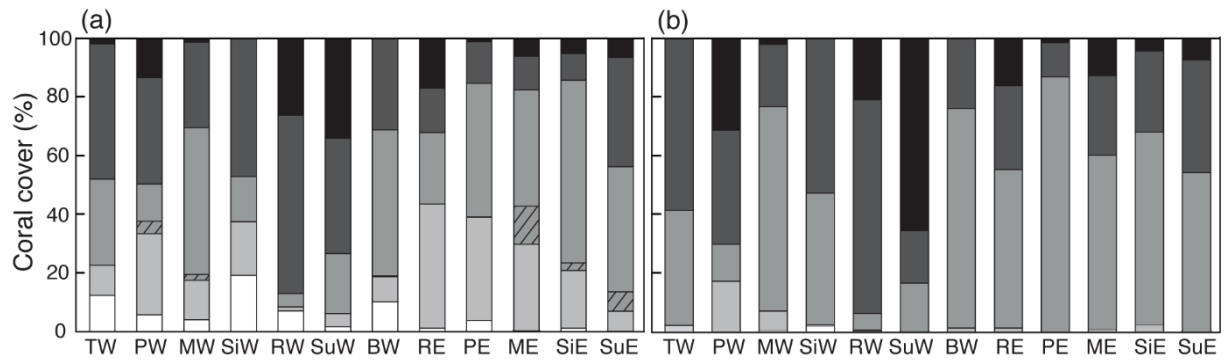 (a) (b)
Coral cover (%)
100
80
60
40
20
0
TW PW MW SiW RW SuW BW RE PE ME SiE SuE TW PW MW SiW RW SuW BW RE PE ME SiE SuE